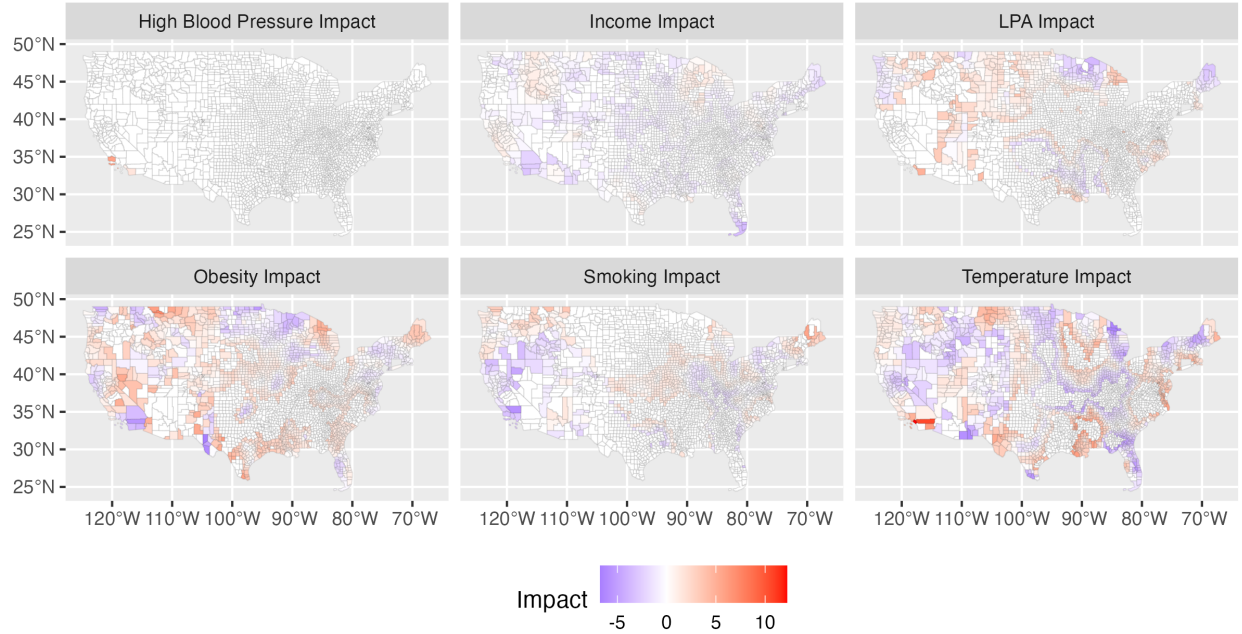 High Blood Pressure Impact
Income Impact
LPA Impact
50°N
45°N
40°N
35°N
30°N
25°N
Obesity Impact
Smoking Impact
Temperature Impact
50°N
45°N
40°N
35°N
30°N
25°N
120°W 110°W 100°W 90°W 80°W 70°W
120°W 110°W 100°W 90°W 80°W 70°W
120°W 110°W 100°W 90°W 80°W 70°W
Impact
-5 0 5 10